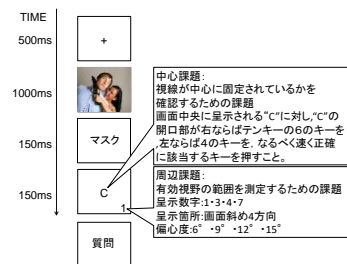 TIME
500ms
+
1000ms
150ms
マスク
150ms
C
1
質問
中心課題:
視線が中心に固定されているかを
確認するための課題
画面中央に呈示される“C”に対し,“C”の
開口部が右ならばテンキーの6のキーを
,左ならば4のキーを, なるべく速く正確
に該当するキーを押すこと。
周辺課題:
有効視野の範囲を測定するための課題
呈示数字:1・3・4・7
呈示箇所:画面斜め4方向
偏心度:6°・9°・12°・15°